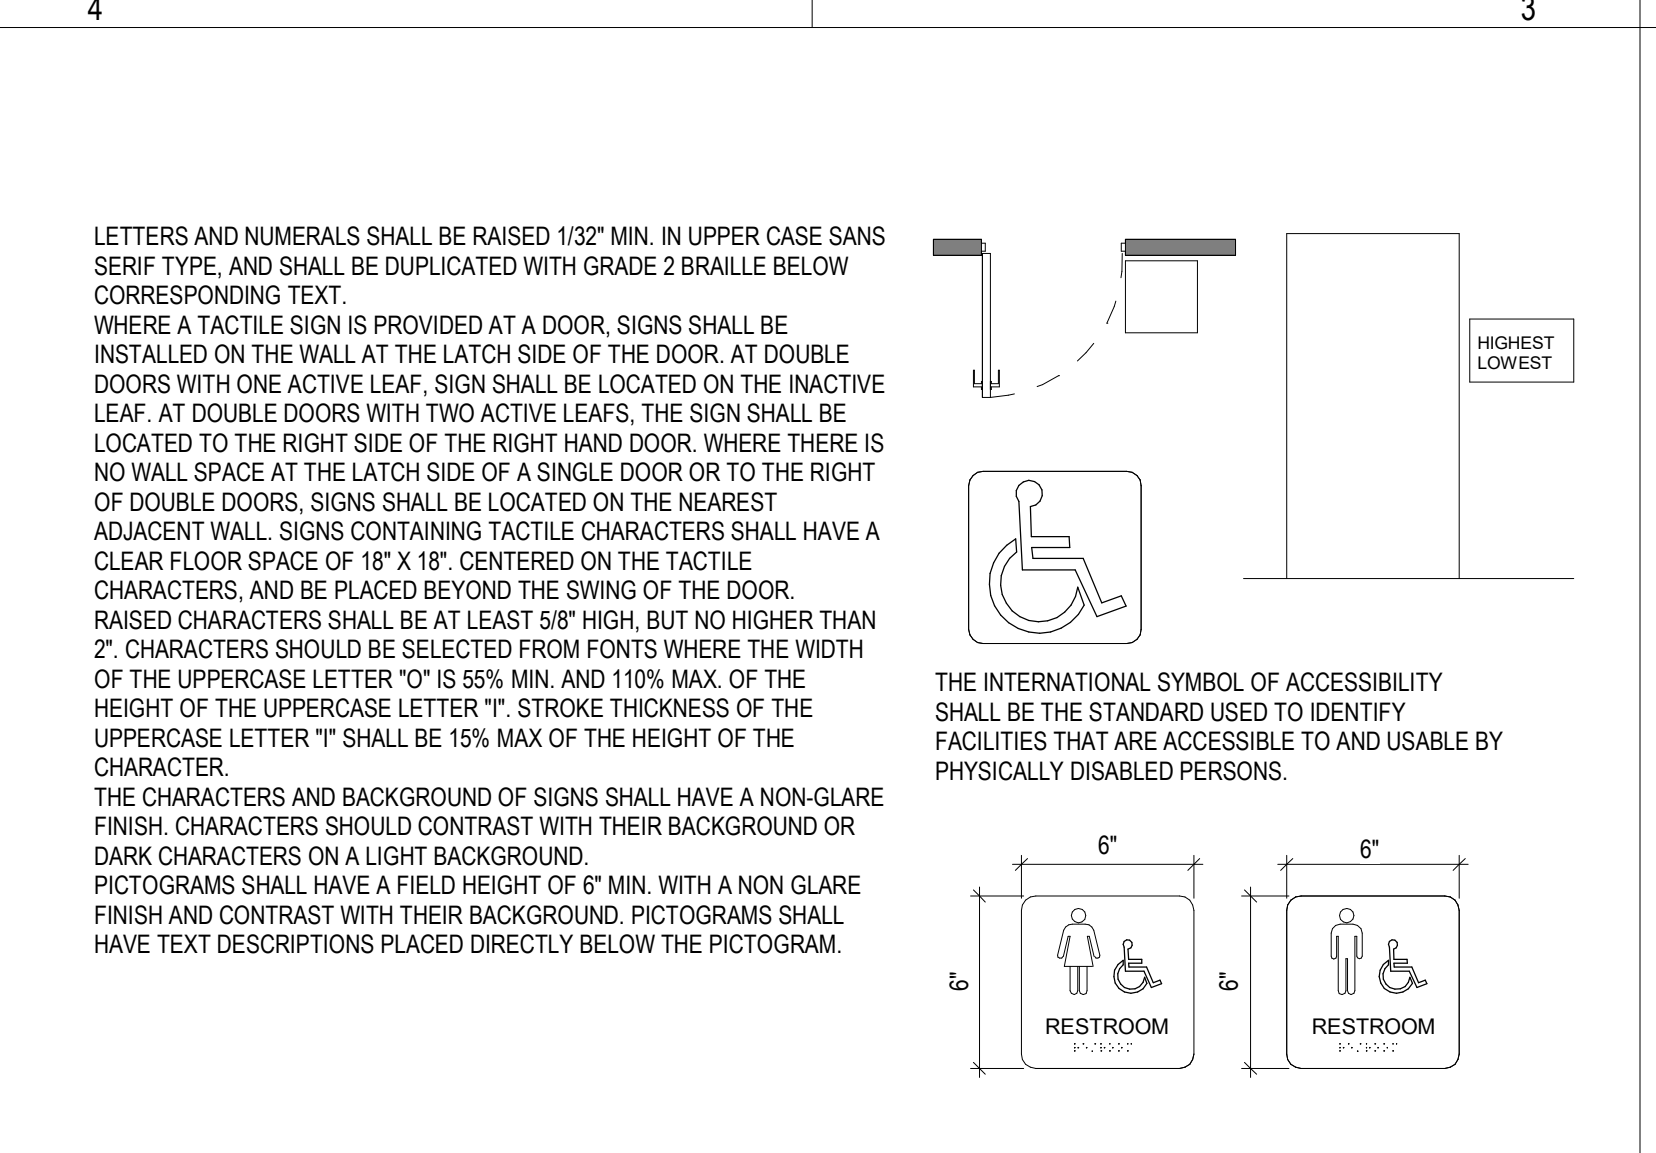 4
3
LETTERS AND NUMERALS SHALL BE RAISED 1/32" MIN. IN UPPER CASE SANS
SERIF TYPE, AND SHALL BE DUPLICATED WITH GRADE 2 BRAILLE BELOW
CORRESPONDING TEXT.
WHERE A TACTILE SIGN IS PROVIDED AT A DOOR, SIGNS SHALL BE
INSTALLED ON THE WALL AT THE LATCH SIDE OF THE DOOR. AT DOUBLE
DOORS WITH ONE ACTIVE LEAF, SIGN SHALL BE LOCATED ON THE INACTIVE
LEAF. AT DOUBLE DOORS WITH TWO ACTIVE LEAFS, THE SIGN SHALL BE
LOCATED TO THE RIGHT SIDE OF THE RIGHT HAND DOOR. WHERE THERE IS
NO WALL SPACE AT THE LATCH SIDE OF A SINGLE DOOR OR TO THE RIGHT
OF DOUBLE DOORS, SIGNS SHALL BE LOCATED ON THE NEAREST
ADJACENT WALL. SIGNS CONTAINING TACTILE CHARACTERS SHALL HAVE A
CLEAR FLOOR SPACE OF 18" X 18". CENTERED ON THE TACTILE
CHARACTERS, AND BE PLACED BEYOND THE SWING OF THE DOOR.
RAISED CHARACTERS SHALL BE AT LEAST 5/8" HIGH, BUT NO HIGHER THAN
2". CHARACTERS SHOULD BE SELECTED FROM FONTS WHERE THE WIDTH
OF THE UPPERCASE LETTER "O" IS 55% MIN. AND 110% MAX. OF THE
HEIGHT OF THE UPPERCASE LETTER "I". STROKE THICKNESS OF THE
UPPERCASE LETTER "I" SHALL BE 15% MAX OF THE HEIGHT OF THE
CHARACTER.
THE CHARACTERS AND BACKGROUND OF SIGNS SHALL HAVE A NON-GLARE
FINISH. CHARACTERS SHOULD CONTRAST WITH THEIR BACKGROUND OR
DARK CHARACTERS ON A LIGHT BACKGROUND.
PICTOGRAMS SHALL HAVE A FIELD HEIGHT OF 6" MIN. WITH A NON GLARE
FINISH AND CONTRAST WITH THEIR BACKGROUND. PICTOGRAMS SHALL
HAVE TEXT DESCRIPTIONS PLACED DIRECTLY BELOW THE PICTOGRAM.
HIGHEST
LOWEST
THE INTERNATIONAL SYMBOL OF ACCESSIBILITY
SHALL BE THE STANDARD USED TO IDENTIFY
FACILITIES THAT ARE ACCESSIBLE TO AND USABLE BY
PHYSICALLY DISABLED PERSONS.
6"
6"
6"
6"
RESTROOM
RESTROOM